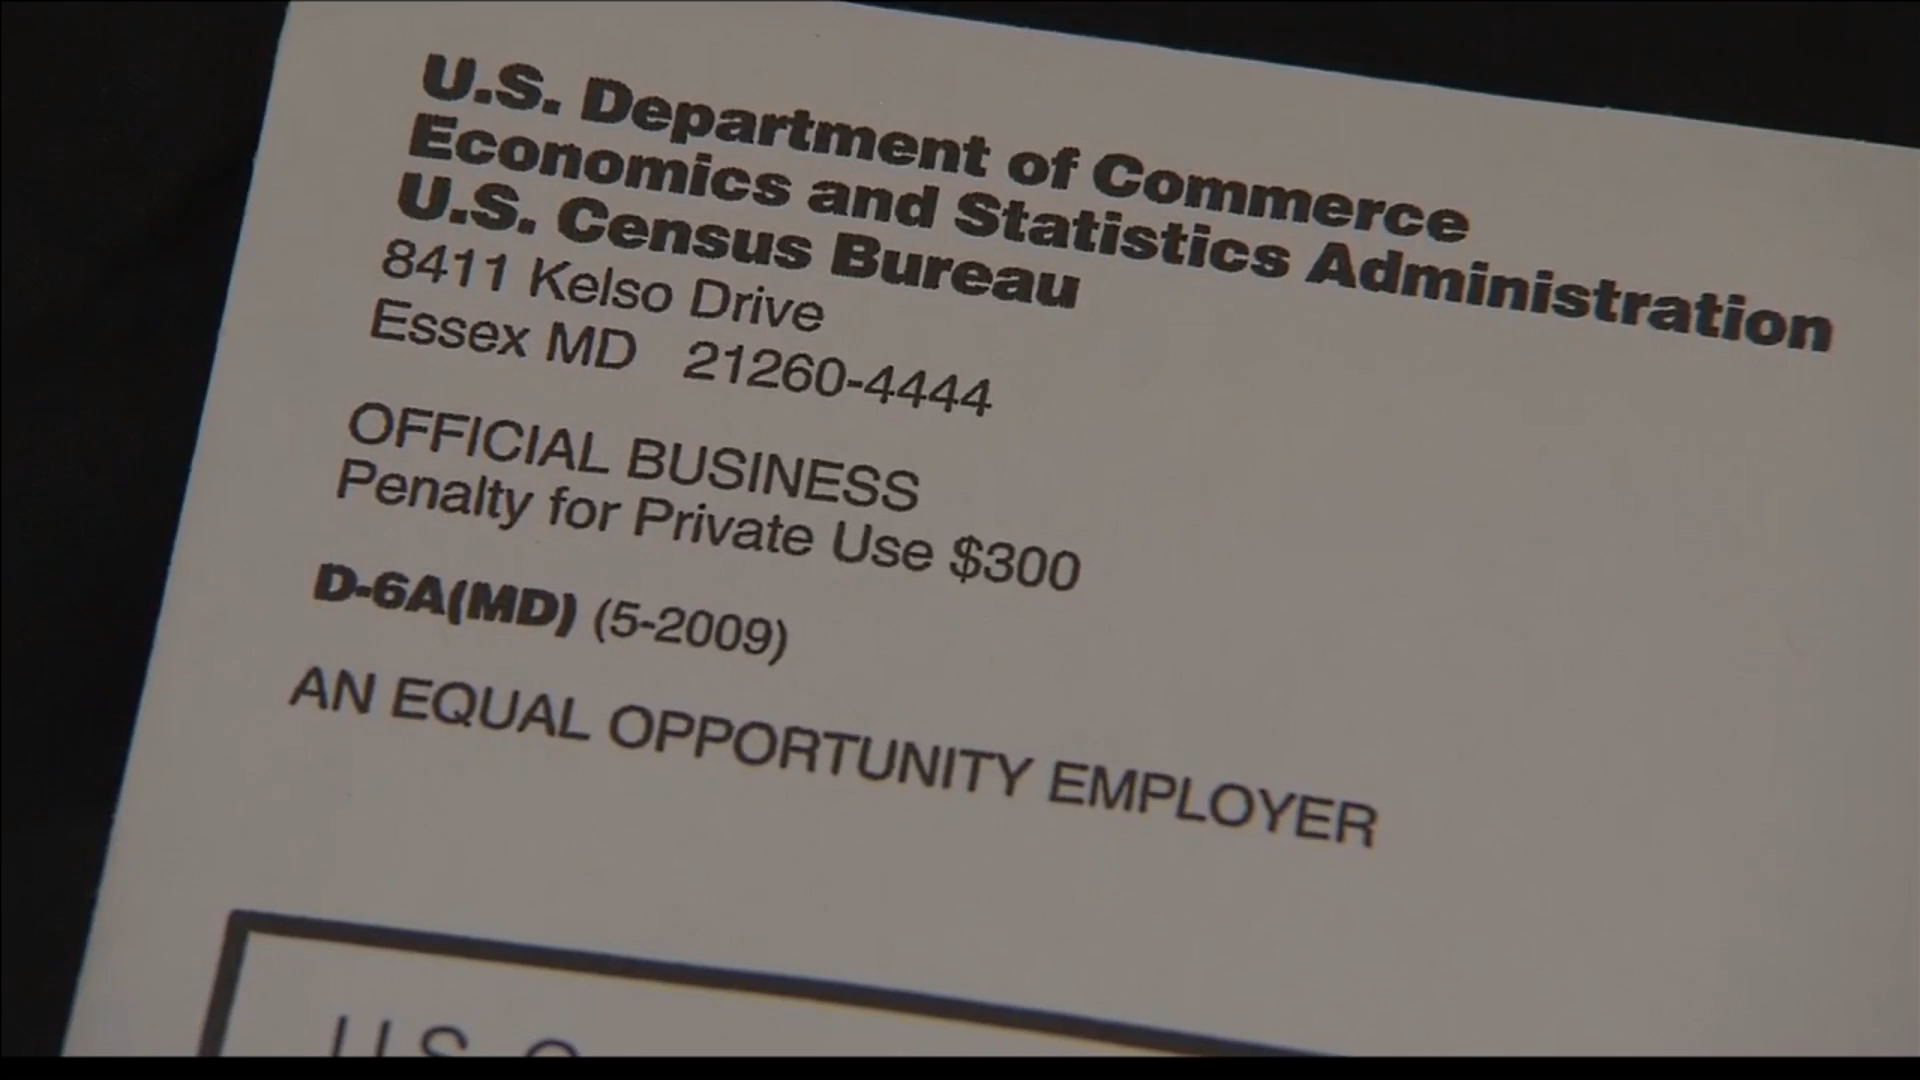 U.S. Department of Commerce
Economics and Statistics Administration
U.S. Census Bureau
8411 Kelso Drive
Essex MD 21260-4444
OFFICIAL BUSINESS
Penalty for Private Use $300
D-6A(MD) (5-2009)
AN EQUAL OPPORTUNITY EMPLOYER
U.S.